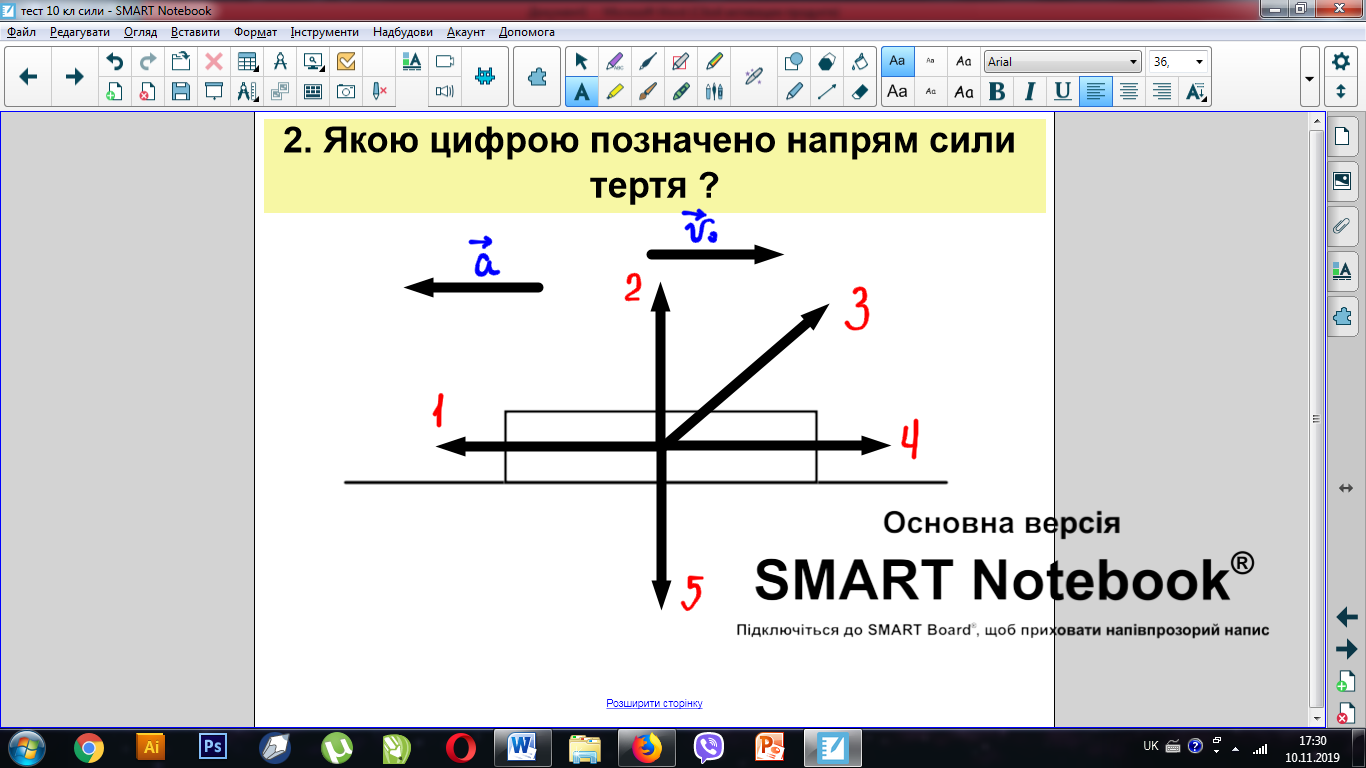 тест 10 кл сили - SMART Notebook
Файл Редагувати Огляд Вставити Формат Інструменти Надбудови Акаунт Допомога
Arial 36,
2. Якою цифрою позначено напрям сили
тертя ?
a
v₀
2
3
1
4
5
Основна версія
SMART Notebook®
Підключіться до SMART Board®, щоб приховати напівпрозорий напис
Розширити сторінку
UK 17:30
10.11.2019